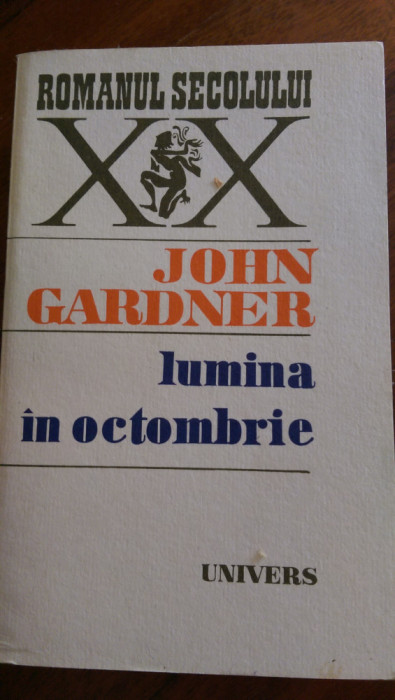 ROMANUL SECOLULUI
XX
JOHN
GARDNER
lumina
în octombrie
UNIVERS